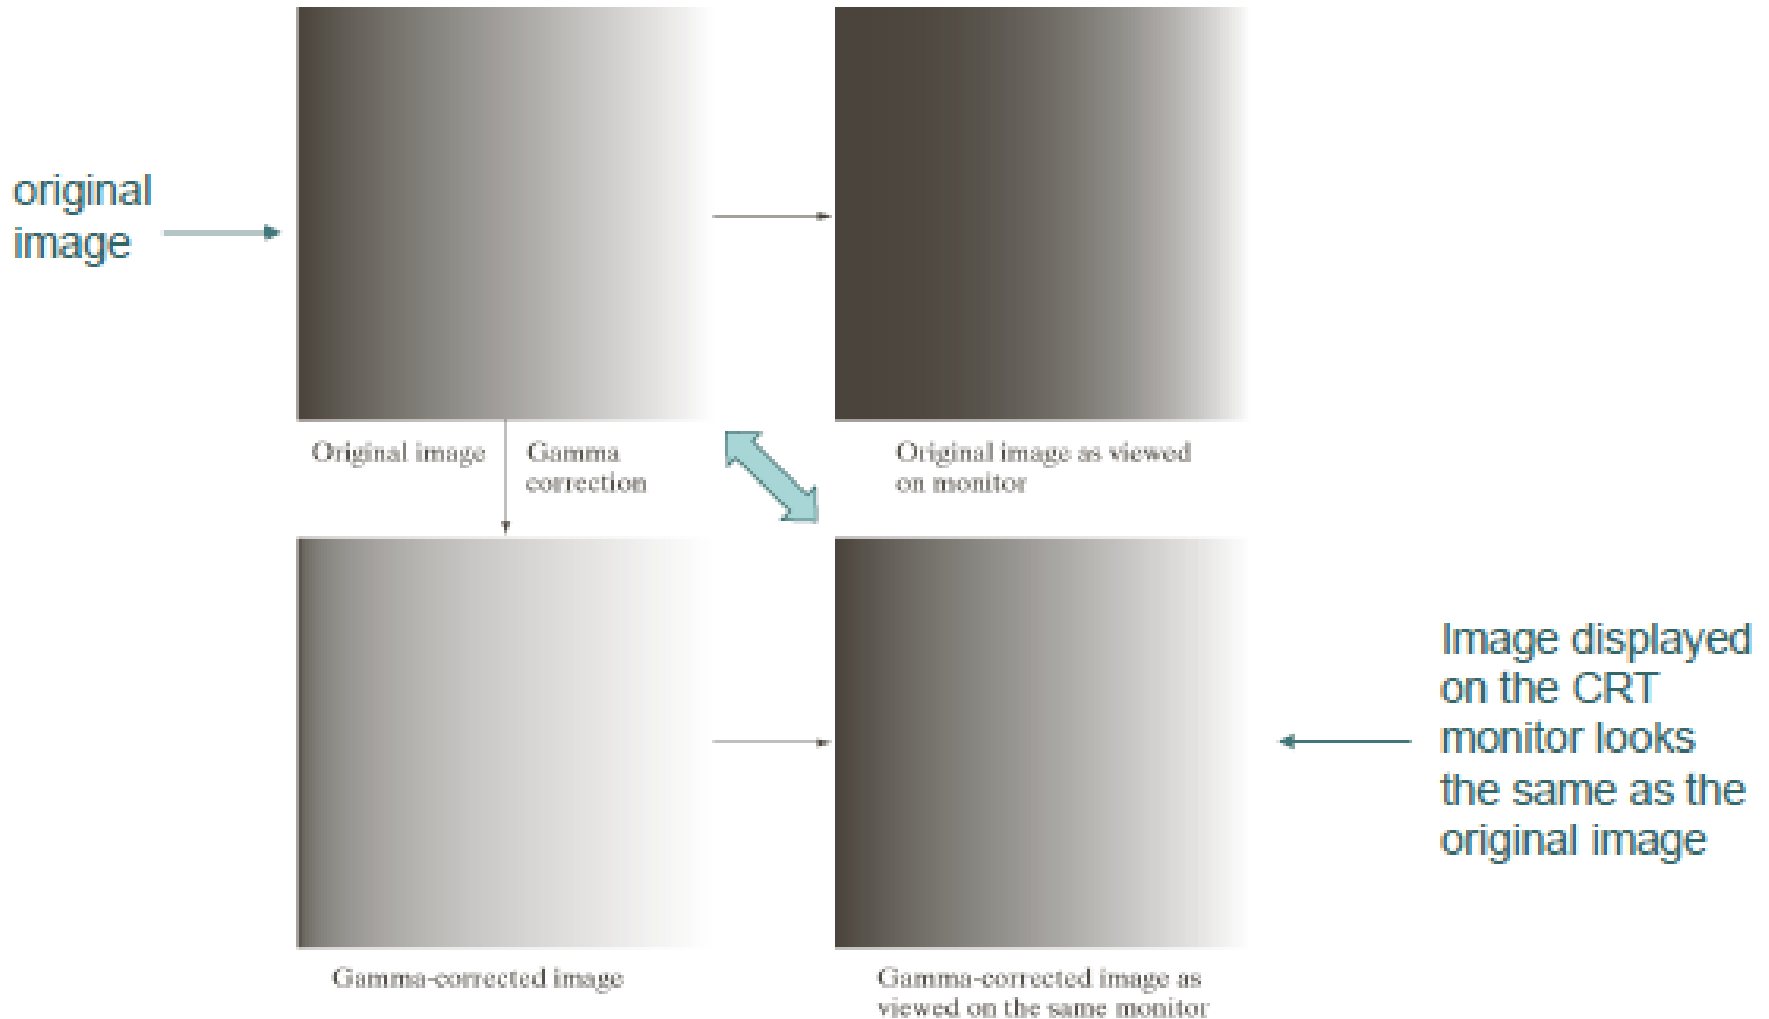 original
image
Original image
Gamma
correction
Original image as viewed
on monitor
Gamma-corrected image
Gamma-corrected image as
viewed on the same monitor
Image displayed
on the CRT
monitor looks
the same as the
original image